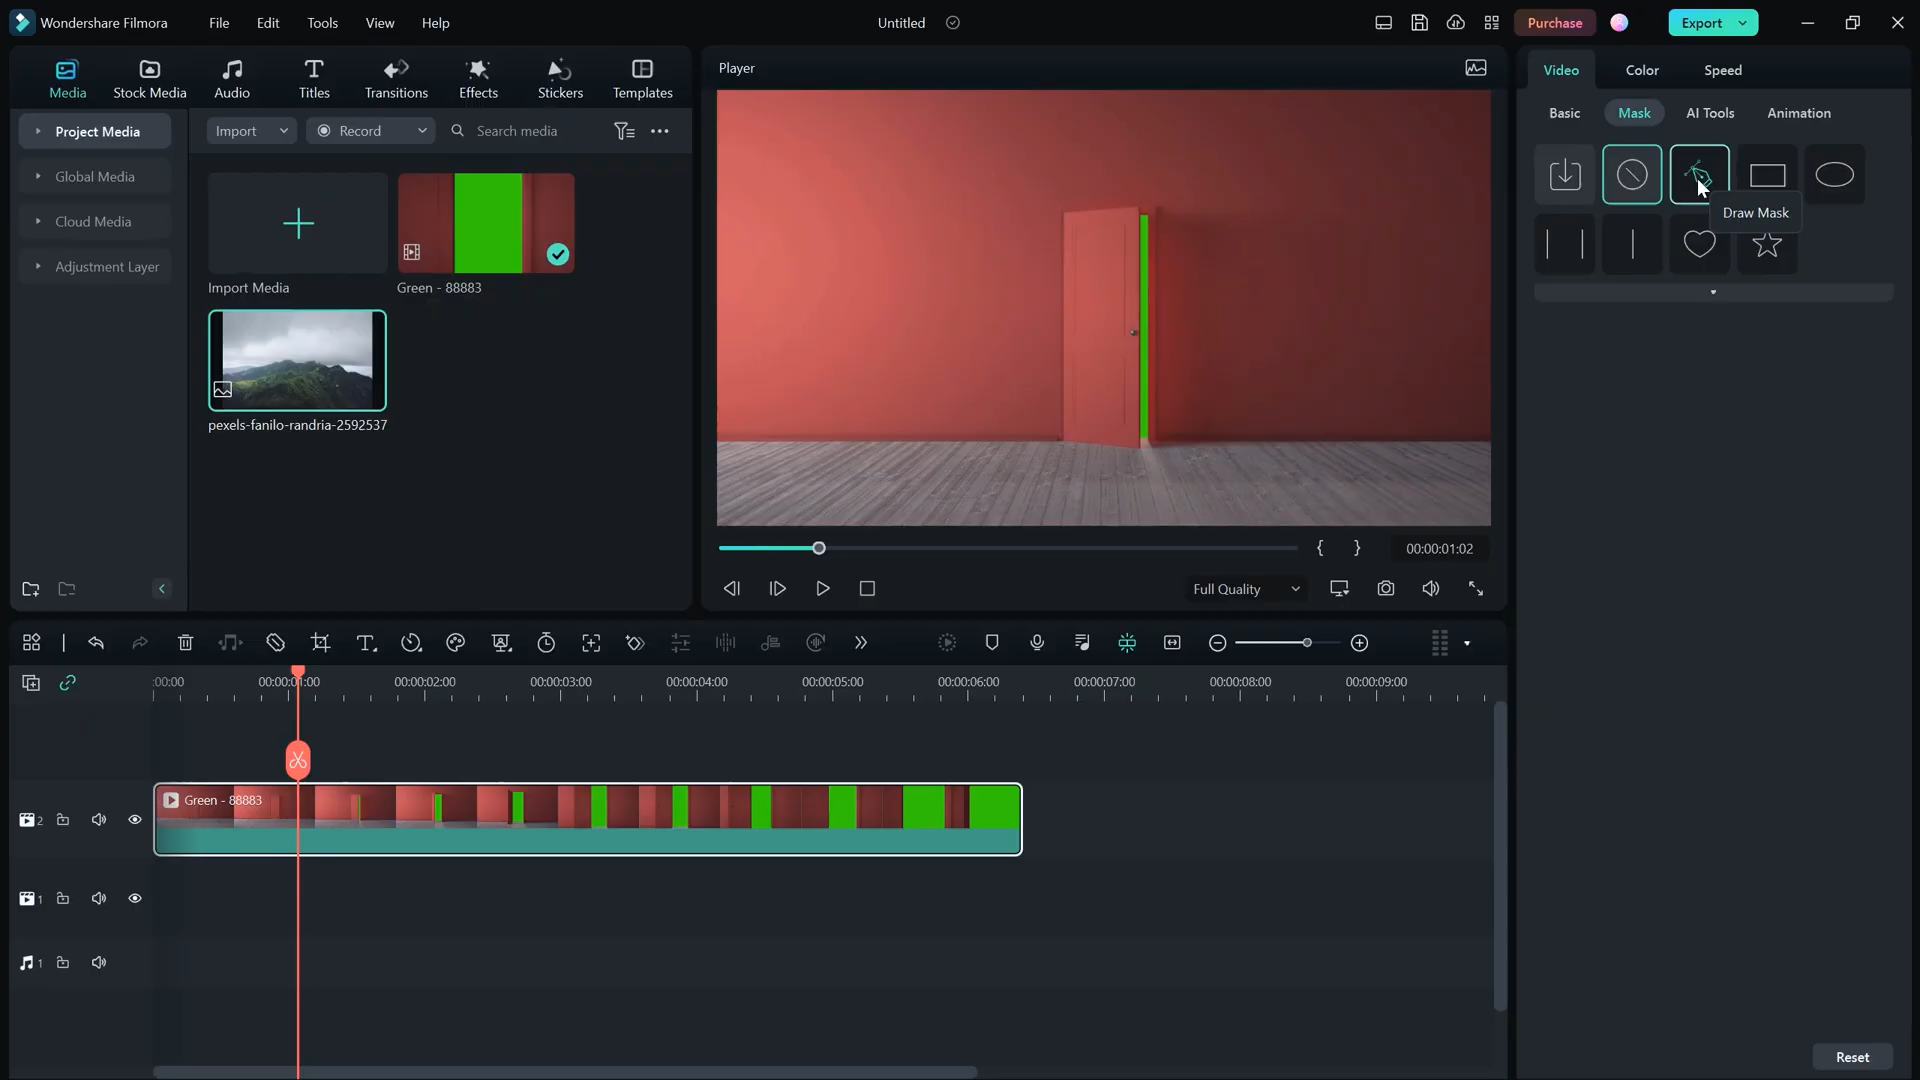 Wondershare Filmora
File
Edit
Tools
View
Help
Untitled
Purchase
Export
Media
Stock Media
Audio
Titles
Transitions
Effects
Stickers
Templates
Project Media
Global Media
Cloud Media
Adjustment Layer
Import
Record
Search media
Import Media
Green - 88883
pexels-fanilo-randria-2592537
Player
00:00:01:02
Full Quality
Video
Color
Speed
Basic
Mask
AI Tools
Animation
Draw Mask
:00:00
00:00:01:00
00:00:02:00
00:00:03:00
00:00:04:00
00:00:05:00
00:00:06:00
00:00:07:00
00:00:08:00
00:00:09:00
Green - 88883
2
1
1
Reset